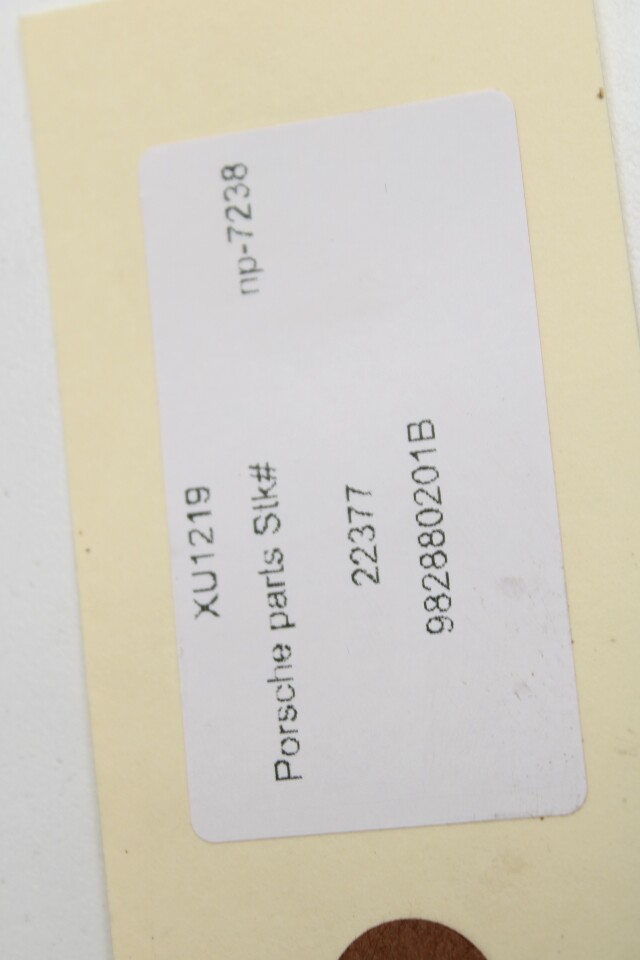 XU1219
Porsche parts Stk# np-7238
22377
982880201B